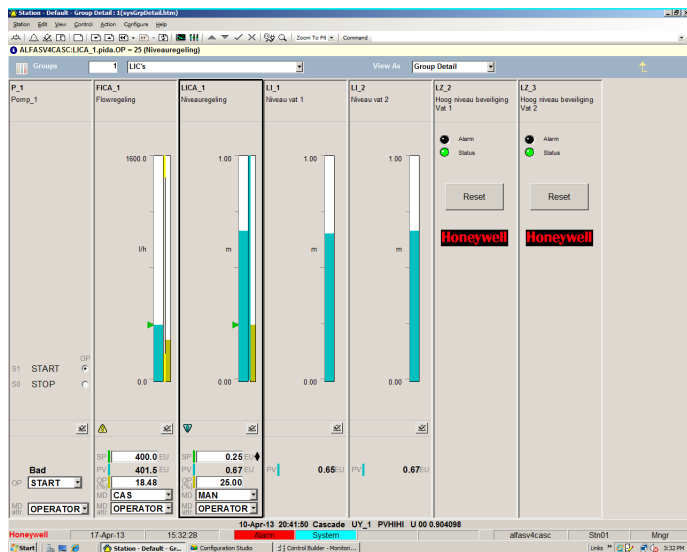 Station - Default - Group Detail : 1(sysGrpDetail.htm)
Station Edit View Control Action Configure Help
Zoom To Fit Command
ALFASV4CASC:LICA_1.pida.OP = 25 (Niveauregeling)
Groups 1 LIC's View As Group Detail
P_1 FICA_1 LICA_1 LI_1 LI_2 LZ_2 LZ_3
Pomp_1 Flowregeling Niveauregeling Niveau vat 1 Niveau vat 2 Hoog niveau beveiliging Hoog niveau beveiliging
Vat 1 Vat 2
Alarm Alarm
Status Status
1600.0 1.00 1.00 1.00
Reset Reset
Honeywell Honeywell
l/h m m m
OP
S1 START
S0 STOP
0.0 0.00 0.00 0.00
SP 400.0 EU SP 0.25 EU
Bad PV 401.5 EU PV 0.67 EU PV 0.65 EU PV 0.67 EU
OP START OP (%) 18.48 OP (%) 25.00
MD CAS MD MAN
MD attr OPERATOR MD attr OPERATOR MD attr OPERATOR
10-Apr-13 20:41:50 Cascade UY_1 PVHIHI U 00 0.904098
Honeywell 17-Apr-13 15:32:28 Alarm System alfasv4casc Stn01 Mngr
Start Station - Default - Gr... Configuration Studio Control Builder - Monitori... Links » 3:32 PM